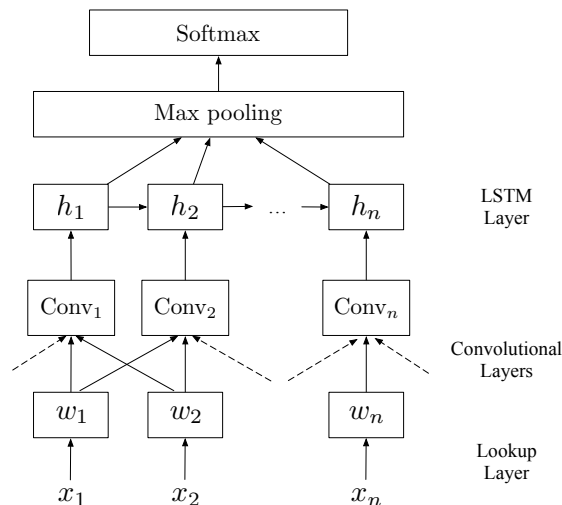 Softmax
Max pooling
h₁ h₂ ... hₙ
LSTM
Layer
Conv₁ Conv₂ Convₙ
Convolutional
Layers
w₁ w₂ wₙ
Lookup
Layer
x₁ x₂ xₙ